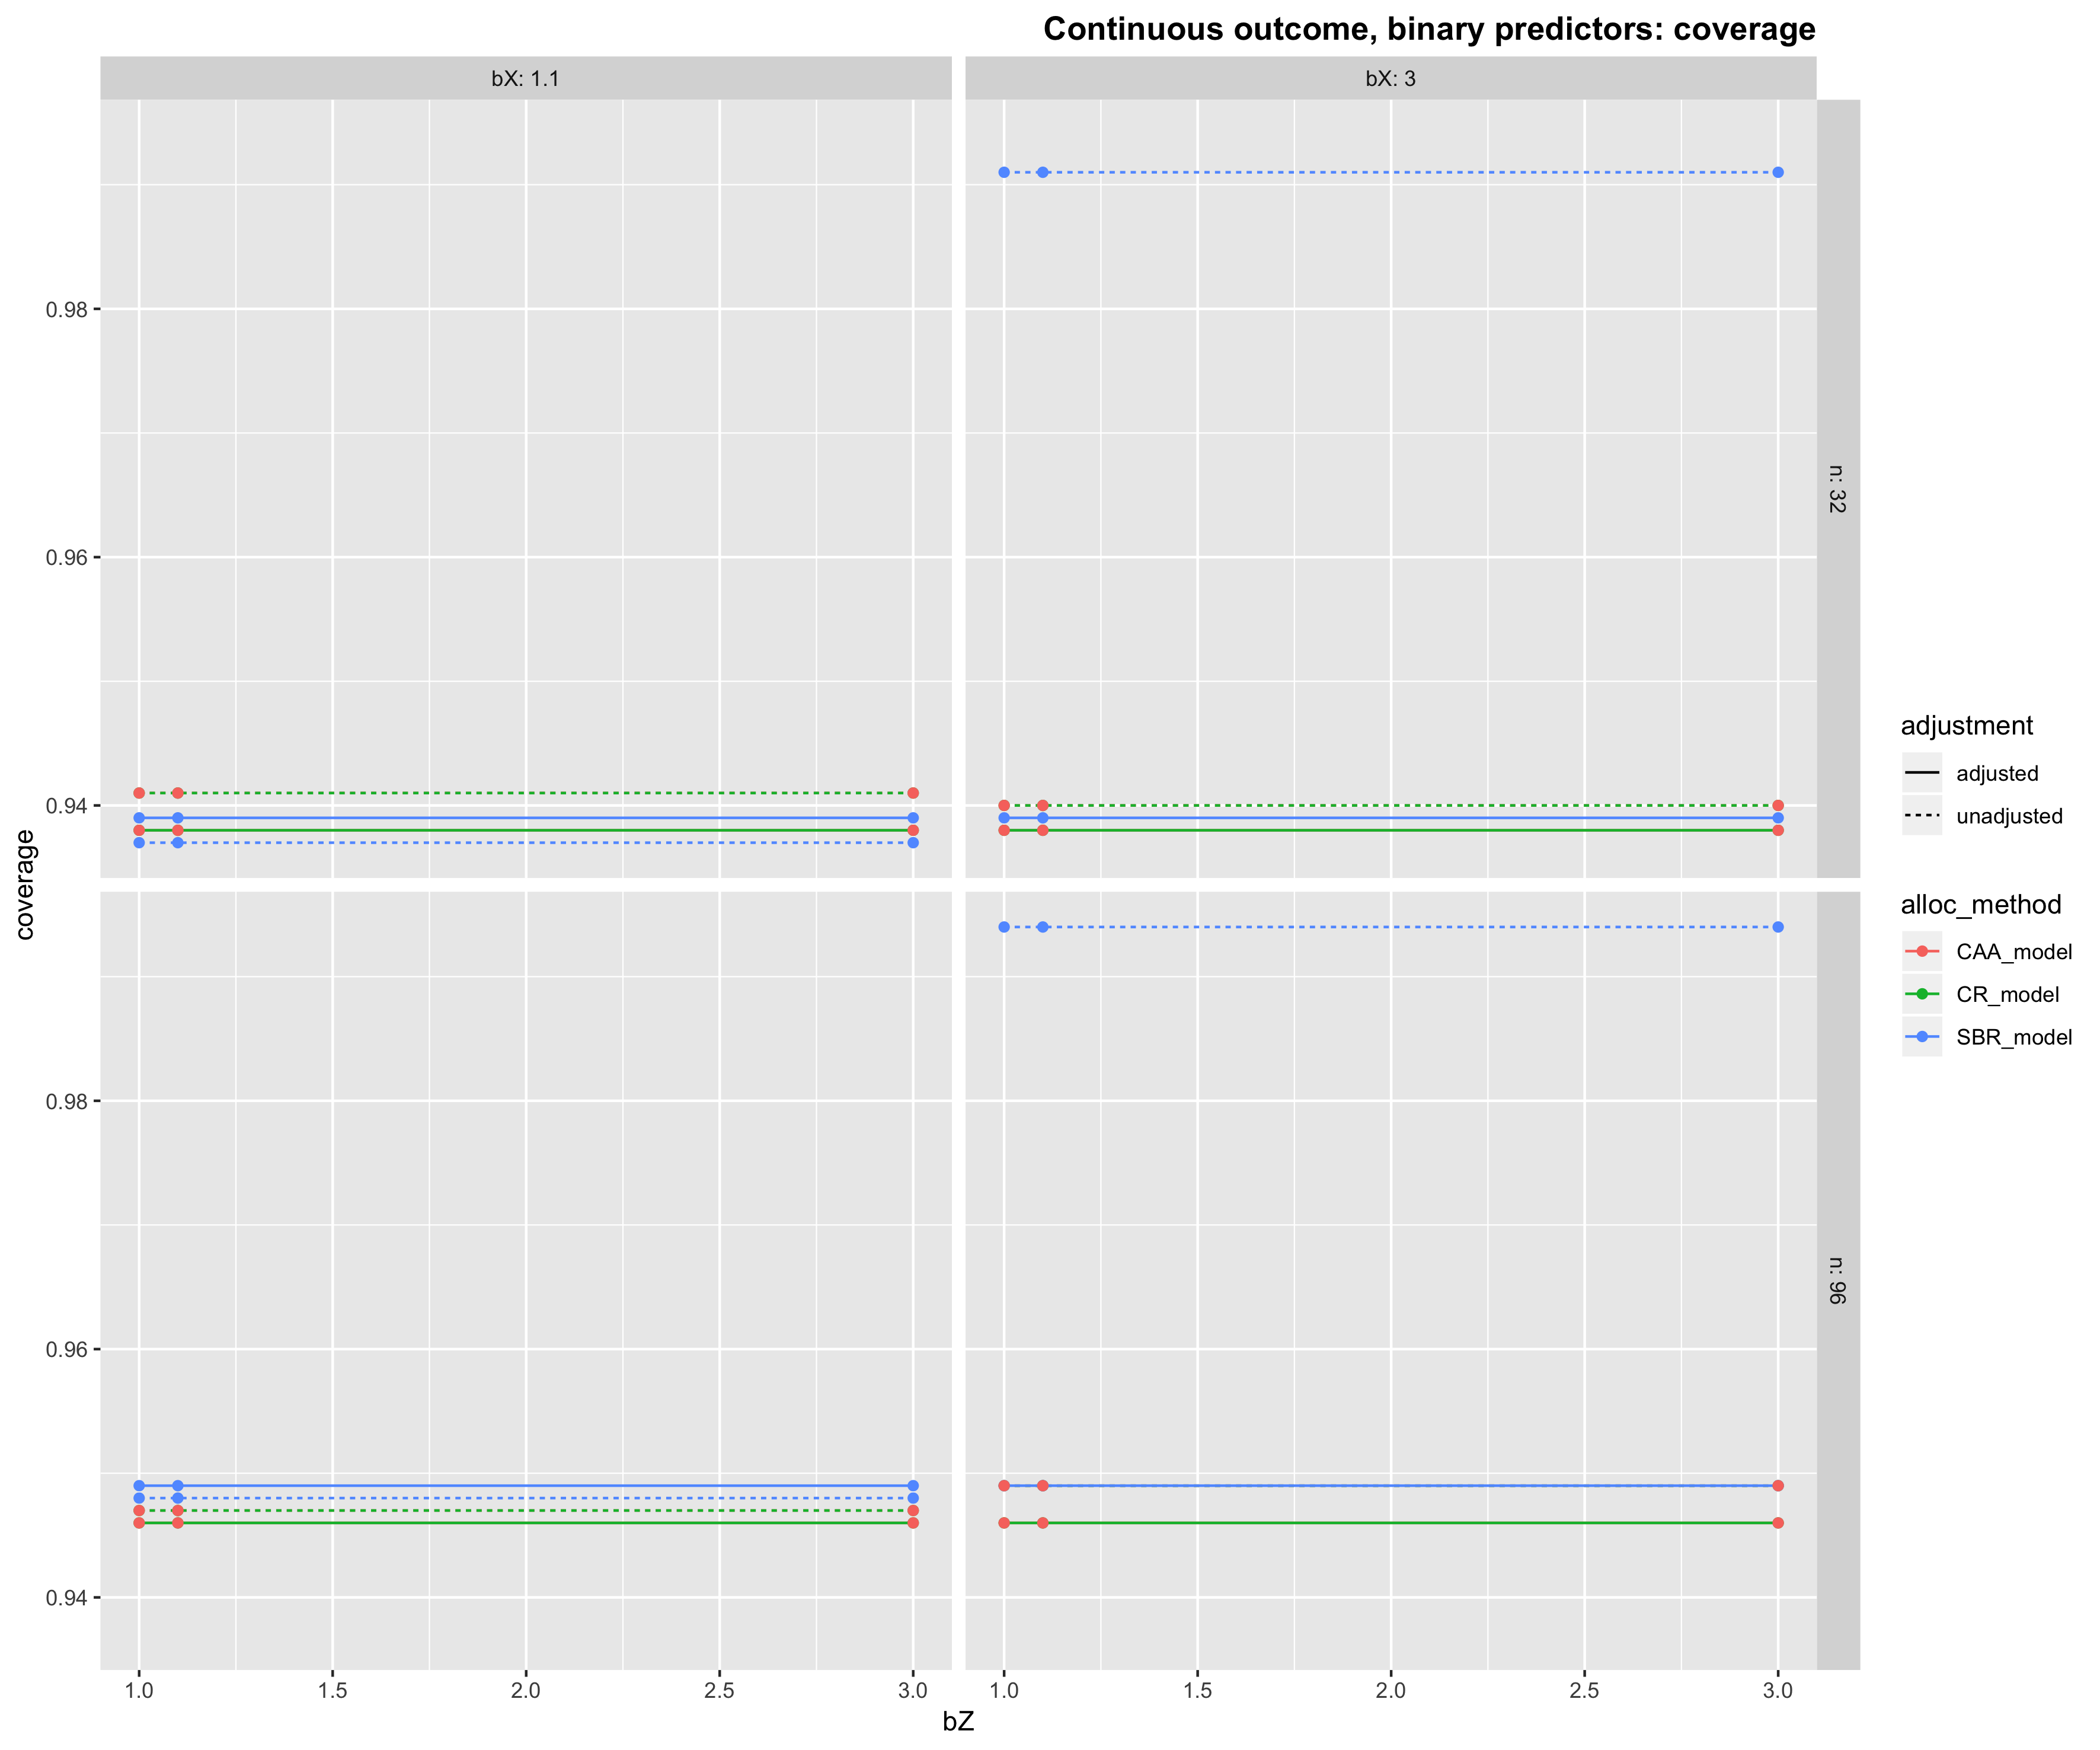 Continuous outcome, binary predictors: coverage
bX: 1.1
bX: 3
0.98
0.96
0.94
n: 32
0.98
0.96
0.94
n: 96
coverage
1.0 1.5 2.0 2.5 3.0
1.0 1.5 2.0 2.5 3.0
bZ
adjustment
adjusted
unadjusted
alloc_method
CAA_model
CR_model
SBR_model